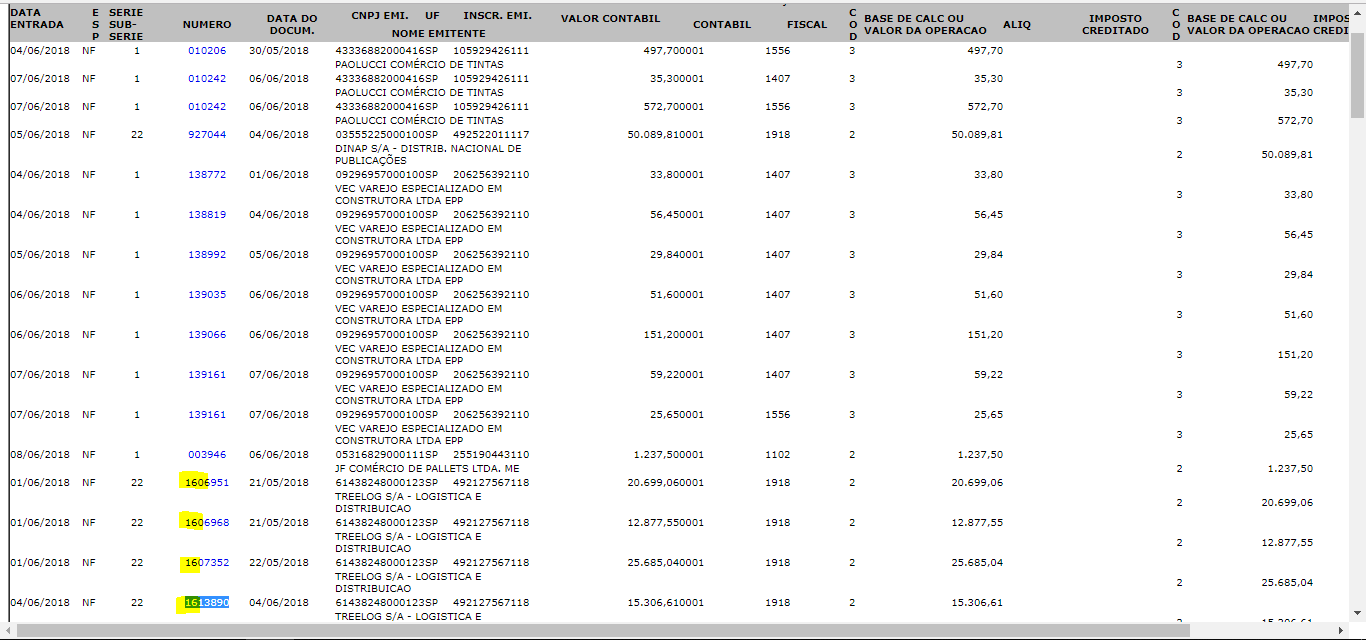 DATA ENTRADA E S P SERIE SUB-SERIE NUMERO DATA DO DOCUM. CNPJ EMI. UF INSCR. EMI. NOME EMITENTE VALOR CONTABIL CONTABIL FISCAL C O D BASE DE CALC OU VALOR DA OPERACAO ALIQ IMPOSTO CREDITADO C O D BASE DE CALC OU VALOR DA OPERACAO
04/06/2018 NF 1 010206 30/05/2018 43336882000416SP 105929426111 497,700001 1556 3 497,70
PAOLUCCI COMÉRCIO DE TINTAS 3 497,70
07/06/2018 NF 1 010242 06/06/2018 43336882000416SP 105929426111 35,300001 1407 3 35,30
PAOLUCCI COMÉRCIO DE TINTAS 3 35,30
07/06/2018 NF 1 010242 06/06/2018 43336882000416SP 105929426111 572,700001 1556 3 572,70
PAOLUCCI COMÉRCIO DE TINTAS 3 572,70
05/06/2018 NF 22 927044 04/06/2018 03555225000100SP 492522011117 50.089,810001 1918 2 50.089,81
DINAP S/A - DISTRIB. NACIONAL DE
PUBLICAÇÕES 2 50.089,81
04/06/2018 NF 1 138772 01/06/2018 09296957000100SP 206256392110 33,800001 1407 3 33,80
VEC VAREJO ESPECIALIZADO EM
CONSTRUTORA LTDA EPP 3 33,80
04/06/2018 NF 1 138819 04/06/2018 09296957000100SP 206256392110 56,450001 1407 3 56,45
VEC VAREJO ESPECIALIZADO EM
CONSTRUTORA LTDA EPP 3 56,45
05/06/2018 NF 1 138992 05/06/2018 09296957000100SP 206256392110 29,840001 1407 3 29,84
VEC VAREJO ESPECIALIZADO EM
CONSTRUTORA LTDA EPP 3 29,84
06/06/2018 NF 1 139035 06/06/2018 09296957000100SP 206256392110 51,600001 1407 3 51,60
VEC VAREJO ESPECIALIZADO EM
CONSTRUTORA LTDA EPP 3 51,60
06/06/2018 NF 1 139066 06/06/2018 09296957000100SP 206256392110 151,200001 1407 3 151,20
VEC VAREJO ESPECIALIZADO EM
CONSTRUTORA LTDA EPP 3 151,20
07/06/2018 NF 1 139161 07/06/2018 09296957000100SP 206256392110 59,220001 1407 3 59,22
VEC VAREJO ESPECIALIZADO EM
CONSTRUTORA LTDA EPP 3 59,22
07/06/2018 NF 1 139161 07/06/2018 09296957000100SP 206256392110 25,650001 1556 3 25,65
VEC VAREJO ESPECIALIZADO EM
CONSTRUTORA LTDA EPP 3 25,65
08/06/2018 NF 1 003946 06/06/2018 05316829000111SP 255190443110 1.237,500001 1102 2 1.237,50
JF COMÉRCIO DE PALLETS LTDA. ME 2 1.237,50
01/06/2018 NF 22 1606951 21/05/2018 61438248000123SP 492127567118 20.699,060001 1918 2 20.699,06
TREELOG S/A - LOGISTICA E
DISTRIBUICAO 2 20.699,06
01/06/2018 NF 22 1606968 21/05/2018 61438248000123SP 492127567118 12.877,550001 1918 2 12.877,55
TREELOG S/A - LOGISTICA E
DISTRIBUICAO 2 12.877,55
01/06/2018 NF 22 1607352 22/05/2018 61438248000123SP 492127567118 25.685,040001 1918 2 25.685,04
TREELOG S/A - LOGISTICA E
DISTRIBUICAO 2 25.685,04
04/06/2018 NF 22 1613890 04/06/2018 61438248000123SP 492127567118 15.306,610001 1918 2 15.306,61
TREELOG S/A - LOGISTICA E